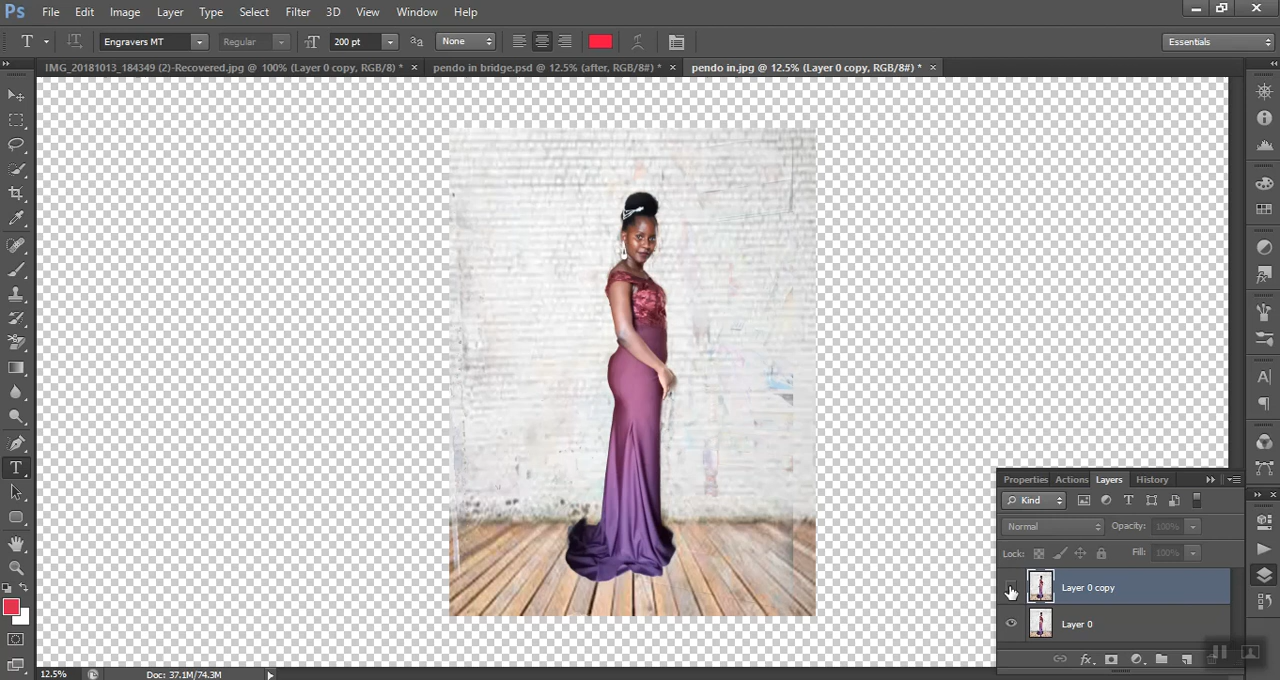 Ps File Edit Image Layer Type Select Filter 3D View Window Help
T T Engravers MT Regular T 200 pt aa None Essentials
IMG_20181013_184349 (2)-Recovered.jpg @ 100% (Layer 0 copy, RGB/8) * × pendo in bridge.psd @ 12.5% (after, RGB/8#) * × pendo in.jpg @ 12.5% (Layer 0 copy, RGB/8#) * ×
Properties Actions Layers History
Kind T
Normal Opacity: 100%
Lock: Fill: 100%
Layer 0 copy
Layer 0
fx
12.5% Doc: 37.1M/74.3M